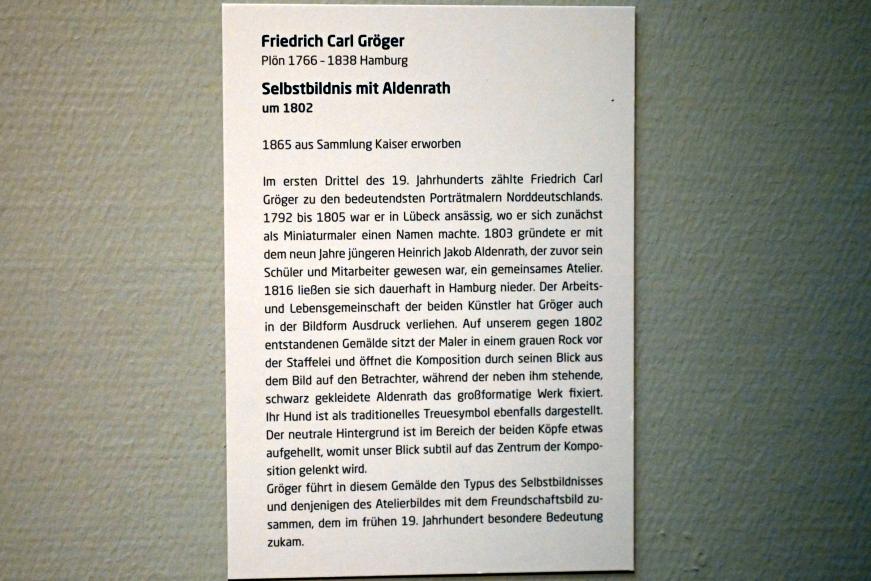 Friedrich Carl Gröger
Plön 1766 – 1838 Hamburg
Selbstbildnis mit Aldenrath
um 1802
1865 aus Sammlung Kaiser erworben
Im ersten Drittel des 19. Jahrhunderts zählte Friedrich Carl
Gröger zu den bedeutendsten Porträtmalern Norddeutschlands.
1792 bis 1805 war er in Lübeck ansässig, wo er sich zunächst
als Miniaturmaler einen Namen machte. 1803 gründete er mit
dem neun Jahre jüngeren Heinrich Jakob Aldenrath, der zuvor sein
Schüler und Mitarbeiter gewesen war, ein gemeinsames Atelier.
1816 ließen sie sich dauerhaft in Hamburg nieder. Der Arbeits-
und Lebensgemeinschaft der beiden Künstler hat Gröger auch
in der Bildform Ausdruck verliehen. Auf unserem gegen 1802
entstandenen Gemälde sitzt der Maler in einem grauen Rock vor
der Staffelei und öffnet die Komposition durch seinen Blick aus
dem Bild auf den Betrachter, während der neben ihm stehende,
schwarz gekleidete Aldenrath das großformatige Werk fixiert.
Ihr Hund ist als traditionelles Treuesymbol ebenfalls dargestellt.
Der neutrale Hintergrund ist im Bereich der beiden Köpfe etwas
aufgehellt, womit unser Blick subtil auf das Zentrum der Kompo-
sition gelenkt wird.
Gröger führt in diesem Gemälde den Typus des Selbstbildnisses
und denjenigen des Atelierbildes mit dem Freundschaftsbild zu-
sammen, dem im frühen 19. Jahrhundert besondere Bedeutung
zukam.